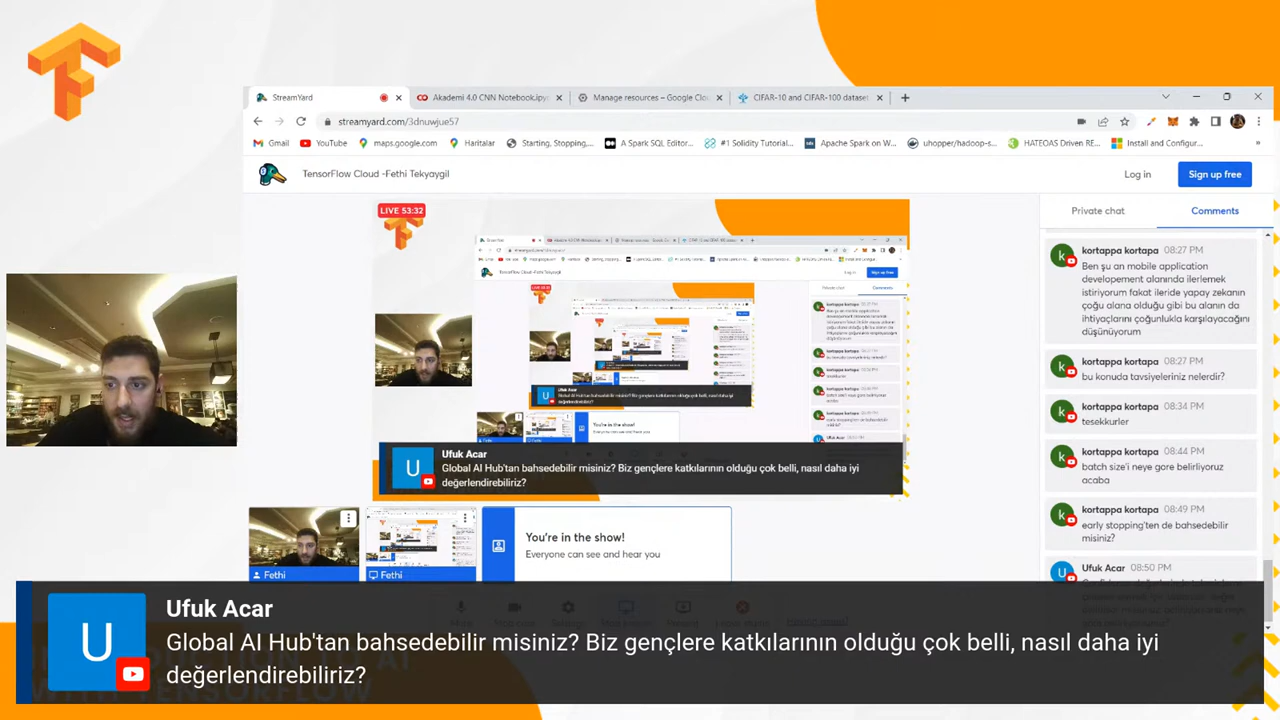 StreamYard
Akademi 4.0 CNN Notebook.ipyn
Manage resources – Google Clou
CIFAR-10 and CIFAR-100 dataset
streamyard.com/3dnuwjue57
Gmail
YouTube
maps.google.com
Haritalar
Starting, Stopping,...
A Spark SQL Editor...
#1 Solidity Tutorial...
Apache Spark on W...
uhopper/hadoop-s...
HATEOAS Driven RE...
Install and Configur...
TensorFlow Cloud -Fethi Tekyaygil
Log in
Sign up free
Private chat
Comments
LIVE 53:32
kortappa kortapa 08:27 PM
Ben şu an mobile application
developement alanıda ilerlemek
istiyorum fakat ileride yapay zekanın
çoğu alana olduğu gibi bu alanın da
ihtiyaçlarını çoğunlukla karşılayacağını
düşümüyorum
kortappa kortapa 08:27 PM
bu konuda tavsiyeleriniz nelerdir?
kortappa kortapa 08:34 PM
tesekkurler
kortappa kortapa 08:44 PM
batch size'i neye gore belirliyoruz
acaba
kortappa kortapa 08:49 PM
early stopping'ten de bahsedebilir
misiniz?
Ufuk Acar 08:50 PM
Ufuk Acar
Global AI Hub'tan bahsedebilir misiniz? Biz gençlere katkılarının olduğu çok belli, nasıl daha iyi
değerlendirebiliriz?
You're in the show!
Everyone can see and hear you
Fethi
Fethi
Ufuk Acar
Global AI Hub'tan bahsedebilir misiniz? Biz gençlere katkılarının olduğu çok belli, nasıl daha iyi
değerlendirebiliriz?